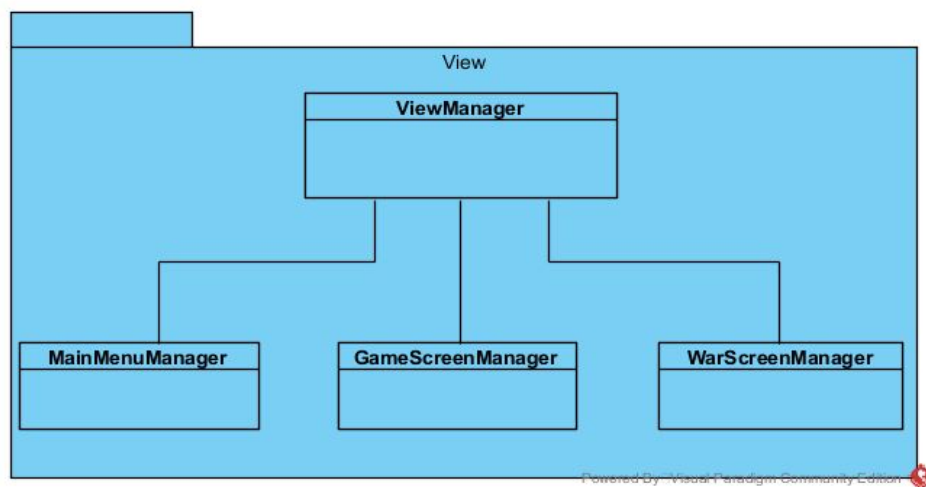 View
ViewManager
MainMenuManager
GameScreenManager
WarScreenManager
Powered By Visual Paradigm Community Edition